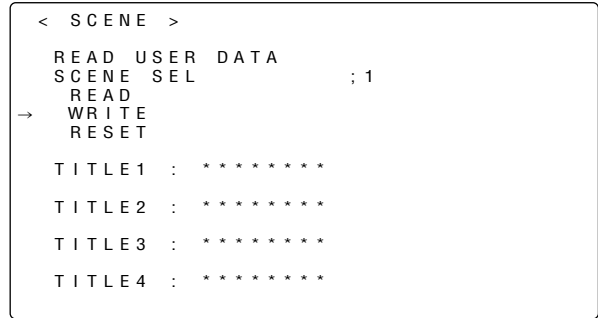 < SCENE >
READ USER DATA
SCENE SEL ;1
READ
→ WRITE
RESET
TITLE1 : ********
TITLE2 : ********
TITLE3 : ********
TITLE4 : ********